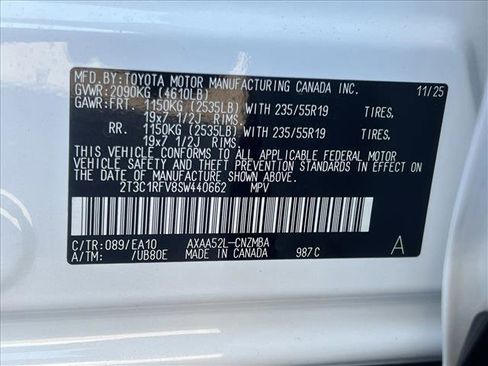 MFD.BY:TOYOTA MOTOR MANUFACTURING CANADA INC. 11/25
GVWR:2090KG (4610LB)
GAWR:FRT. 1150KG (2535LB) WITH 235/55R19 TIRES,
19x7 1/2J RIMS.
RR. 1150KG (2535LB) WITH 235/55R19 TIRES,
19x7 1/2J RIMS.
THIS VEHICLE CONFORMS TO ALL APPLICABLE FEDERAL MOTOR
VEHICLE SAFETY AND THEFT PREVENTION STANDARDS IN EFFECT
ON THE DATE OF MANUFACTURE SHOWN ABOVE.
2T3C1RFV8SW440662 MPV
C/TR:089/EA10 AXAA52L-CNZMBA A
A/TM: /UB80E MADE IN CANADA 987C